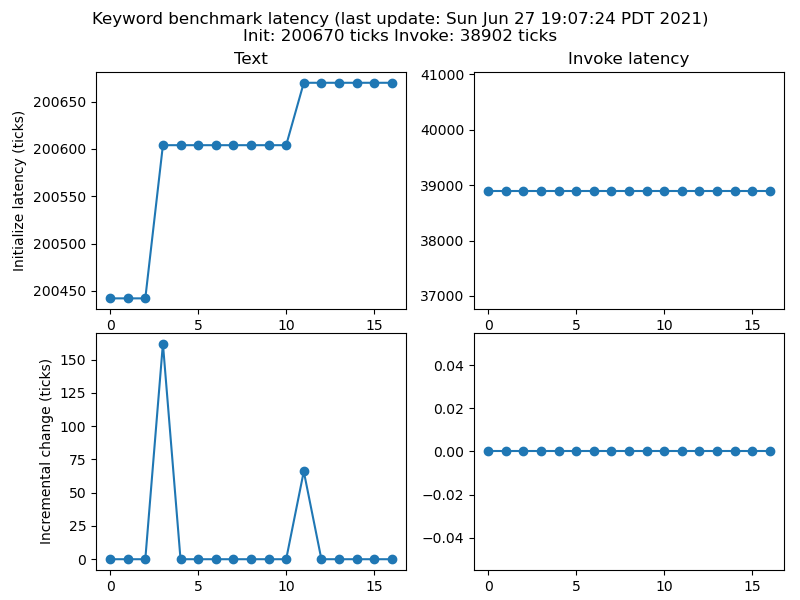 Keyword benchmark latency (last update: Sun Jun 27 19:07:24 PDT 2021)
Init: 200670 ticks Invoke: 38902 ticks
Text
Invoke latency
Initialize latency (ticks)
200650
200600
200550
200500
200450
0 5 10 15
41000
40000
39000
38000
37000
0 5 10 15
Incremental change (ticks)
150
125
100
75
50
25
0
0 5 10 15
0.04
0.02
0.00
−0.02
−0.04
0 5 10 15